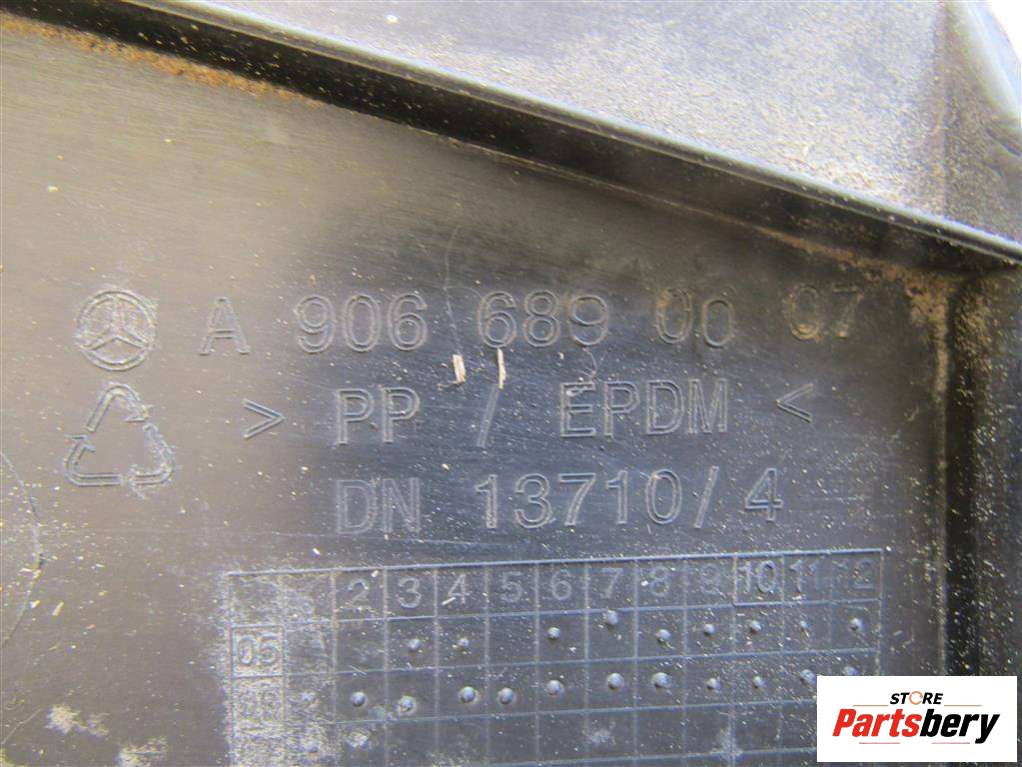 A 906 689 00 07
> PP / EPDM <
DN 13710/4
2 3 4 5 6 7 8 9 10 11 12
05
STORE
Partsbery